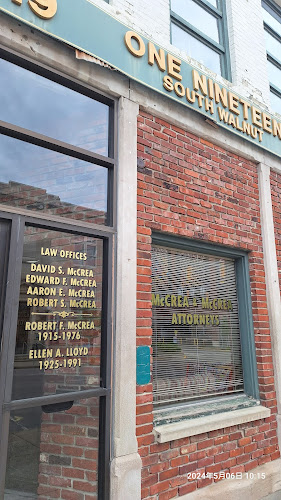 19
ONE NINETEEN
SOUTH WALNUT
LAW OFFICES
DAVID S. McCREA
EDWARD F. McCREA
AARON E. McCREA
ROBERT S. McCREA
ROBERT F. McCREA
1915-1976
ELLEN A. LLOYD
1925-1991
McCREA & McCREA
ATTORNEYS
2024年5月06日 10:15